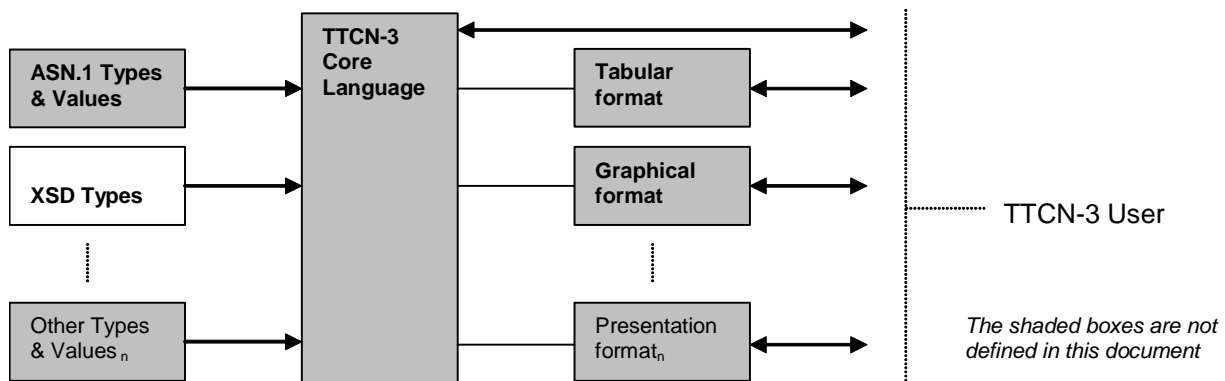 ASN.1 Types
& Values
XSD Types
Other Types
& Values n
TTCN-3
Core
Language
Tabular
format
Graphical
format
Presentation
formatn
TTCN-3 User
The shaded boxes are not
defined in this document